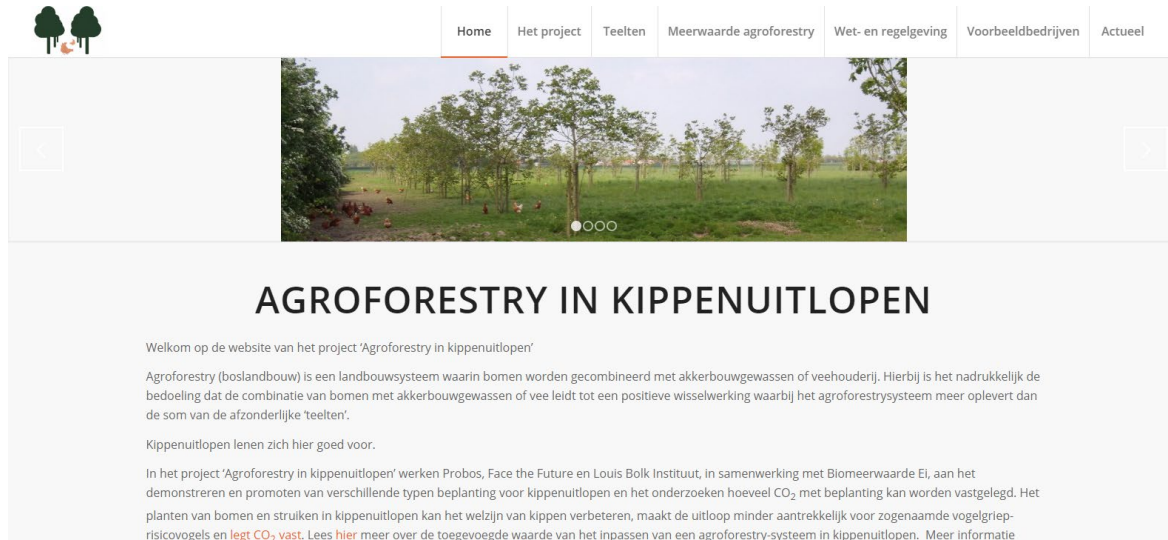 Home Het project Teelten Meerwaarde agroforestry Wet- en regelgeving Voorbeeldbedrijven Actueel
AGROFORESTRY IN KIPPENUITLOPEN
Welkom op de website van het project ‘Agroforestry in kippenuitlopen’
Agroforestry (boslandbouw) is een landbouwsysteem waarin bomen worden gecombineerd met akkerbouwgewassen of veehouderij. Hierbij is het nadrukkelijk de
bedoeling dat de combinatie van bomen met akkerbouwgewassen of vee leidt tot een positieve wisselwerking waarbij het agroforestrysysteem meer oplevert dan
de som van de afzonderlijke ‘teelten’.
Kippenuitlopen lenen zich hier goed voor.
In het project ‘Agroforestry in kippenuitlopen’ werken Probos, Face the Future en Louis Bolk Instituut, in samenwerking met Biomeerwaarde Ei, aan het
demonstreren en promoten van verschillende typen beplanting voor kippenuitlopen en het onderzoeken hoeveel CO₂ met beplanting kan worden vastgelegd. Het
planten van bomen en struiken in kippenuitlopen kan het welzijn van kippen verbeteren, maakt de uitloop minder aantrekkelijk voor zogenaamde vogelgriep-
risicovogels en legt CO₂ vast. Lees hier meer over de toegevoegde waarde van het inpassen van een agroforestry-systeem in kippenuitlopen. Meer informatie